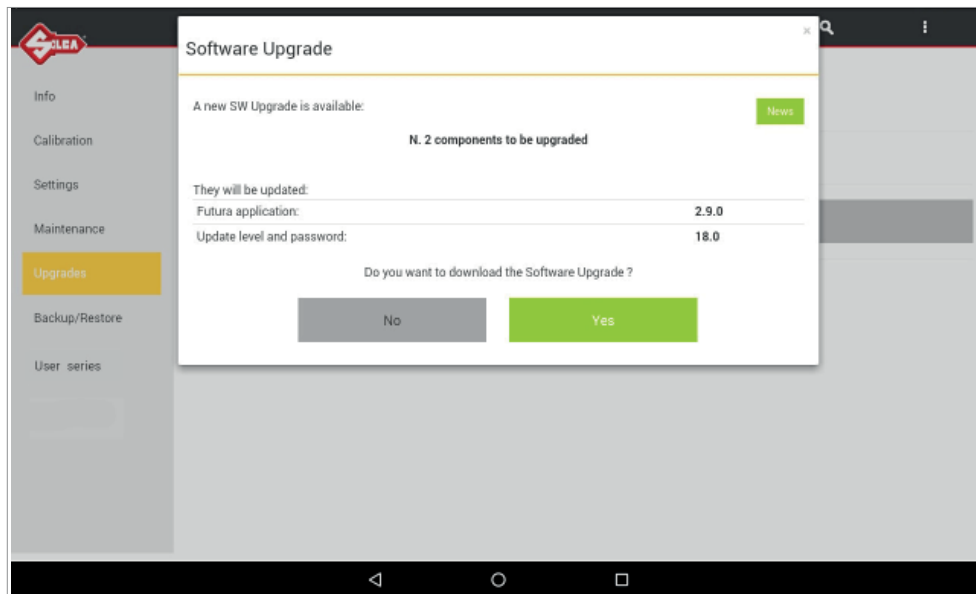 SILCA
Software Upgrade
×
Info
Calibration
Settings
Maintenance
Upgrades
Backup/Restore
User series
A new SW Upgrade is available:
News
N. 2 components to be upgraded
They will be updated:
Futura application: 2.9.0
Update level and password: 18.0
Do you want to download the Software Upgrade ?
No
Yes